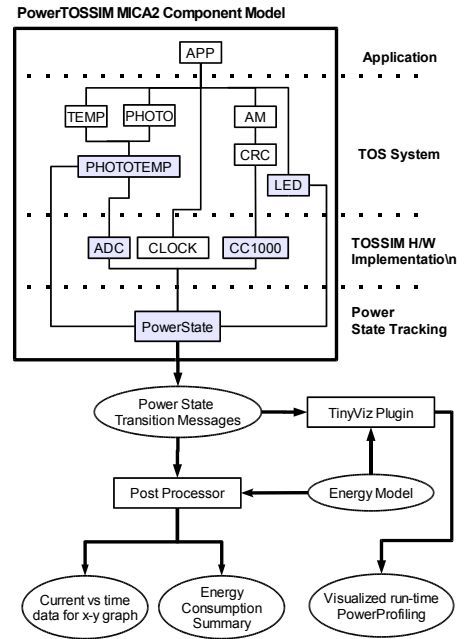 PowerTOSSIM MICA2 Component Model
APP
Application
TEMP
PHOTO
AM
CRC
TOS System
PHOTOTEMP
LED
ADC
CLOCK
CC1000
TOSSIM H/W
Implementatio\n
Power
State Tracking
PowerState
Power State
Transition Messages
TinyViz Plugin
Post Processor
Energy Model
Current vs time
data for x-y graph
Energy
Consumption
Summary
Visualized run-time
PowerProfiling